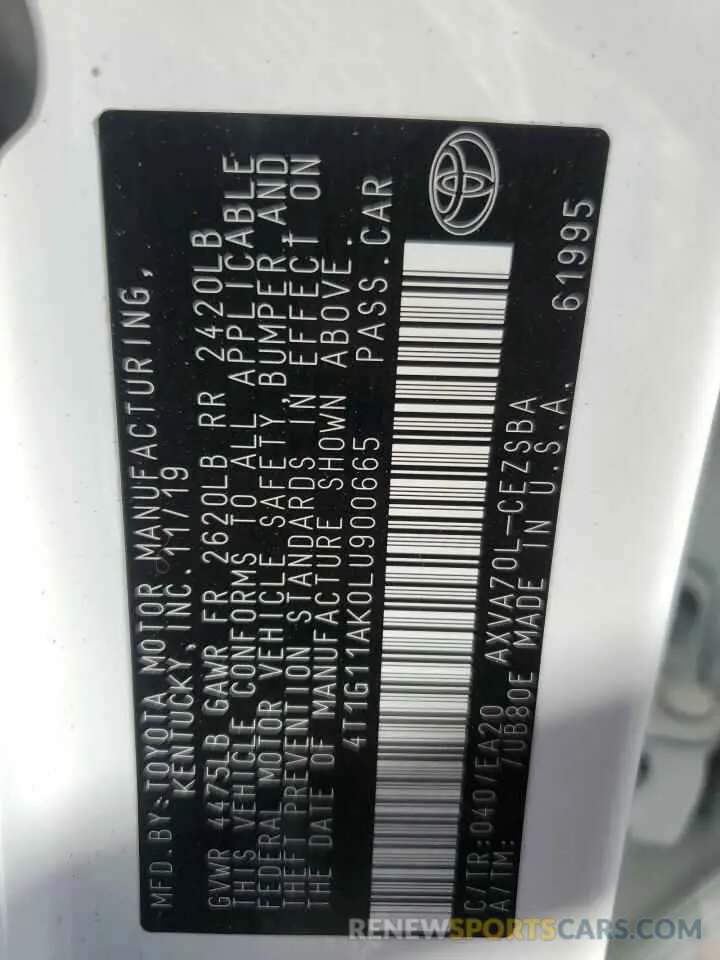 MFD.BY:TOYOTA MOTOR MANUFACTURING,
KENTUCKY, INC. 11/19
GVWR 4475LB GAWR FR 2620LB RR 2420LB
THIS VEHICLE CONFORMS TO ALL APPLICABLE
FEDERAL MOTOR VEHICLE SAFETY,BUMPER,AND
THEFT PREVENTION STANDARDS IN EFFECT ON
THE DATE OF MANUFACTURE SHOWN ABOVE.
4T1G11AK0LU900665 PASS.CAR
C/TR:040/EA20 AXVA70L-CEZSBA
A/TM: /UB80E MADE IN U.S.A.
61995
RENEWSPORTSCARS.COM